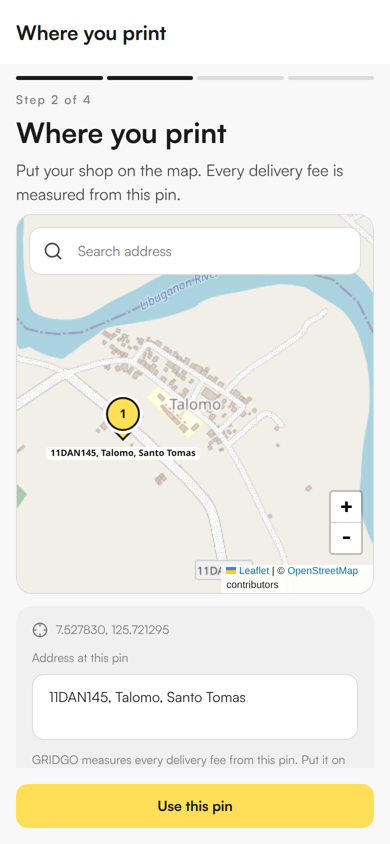 Where you print
Step 2 of 4
Where you print
Put your shop on the map. Every delivery fee is
measured from this pin.
Search address
Libuganon-River
Talomo
1
11DAN145, Talomo, Santo Tomas
+
-
11DA
Leaflet | © OpenStreetMap
contributors
7.527830, 125.721295
Address at this pin
11DAN145, Talomo, Santo Tomas
GRIDGO measures every delivery fee from this pin. Put it on
Use this pin